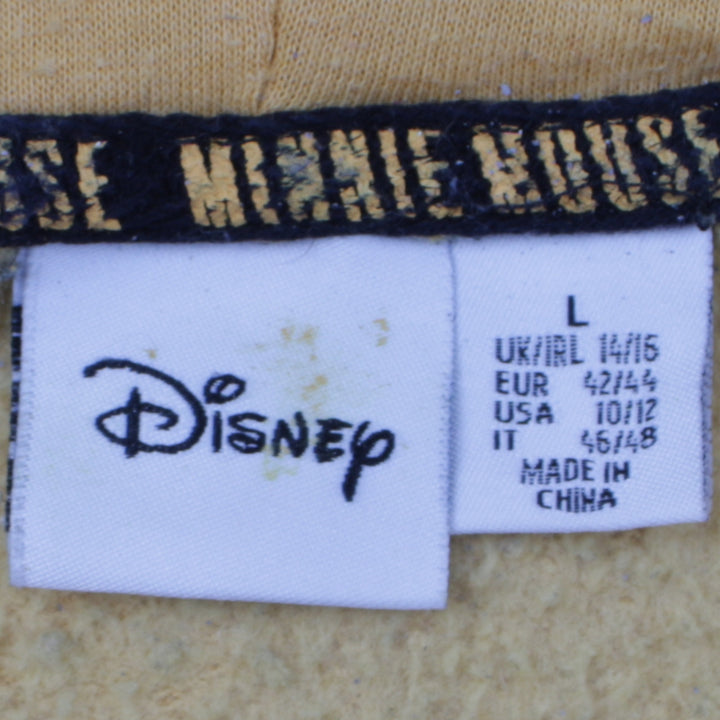 USE MINNIE MOUSE
DISNEY
L
UK/IRL 14/16
EUR 42/44
USA 10/12
IT 46/48
MADE IN
CHINA